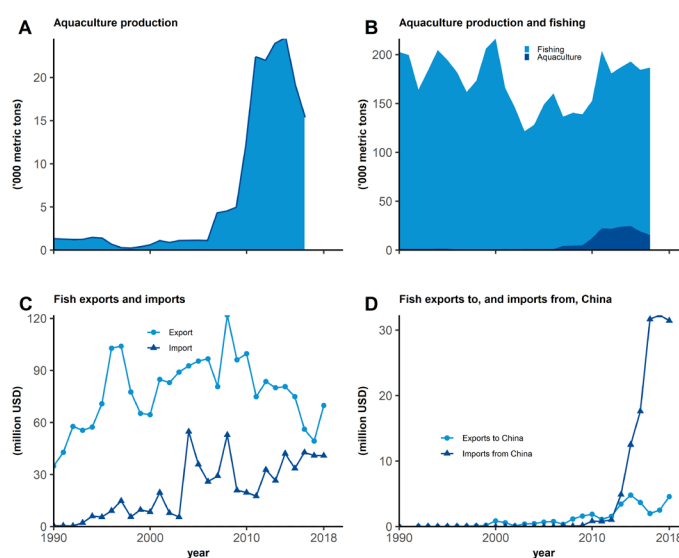 A
Aquaculture production
('000 metric tons)
20
15
10
5
0
B
Aquaculture production and fishing
Fishing
Aquaculture
('000 metric tons)
200
150
100
50
0
C
Fish exports and imports
Export
Import
(million USD)
120
90
60
30
0
1990
2000
2010
2018
year
D
Fish exports to, and imports from, China
Exports to China
Imports from China
(million USD)
30
20
10
0
1990
2000
2010
2018
year